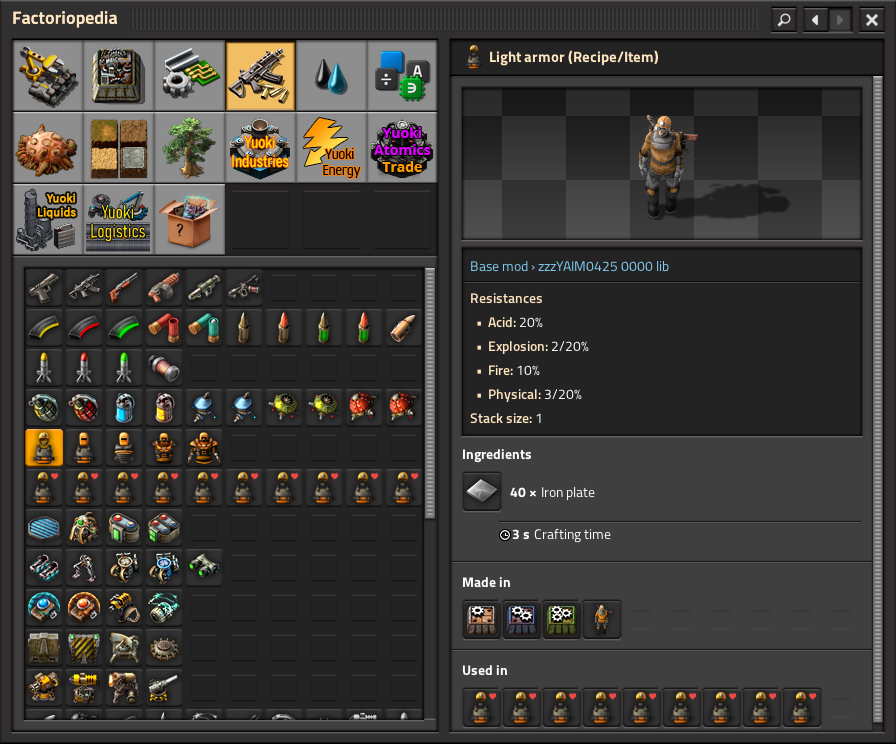 Factoriopedia
Light armor (Recipe/Item)
A
Yuoki
Industries
Yuoki
Energy
Yuoki
Atomics
Trade
Yuoki
Liquids
Yuoki
Logistics
?
Base mod › zzzYAIM0425 0000 lib
Resistances
Acid: 20%
Explosion: 2/20%
Fire: 10%
Physical: 3/20%
Stack size: 1
Ingredients
40 × Iron plate
3 s Crafting time
Made in
Used in